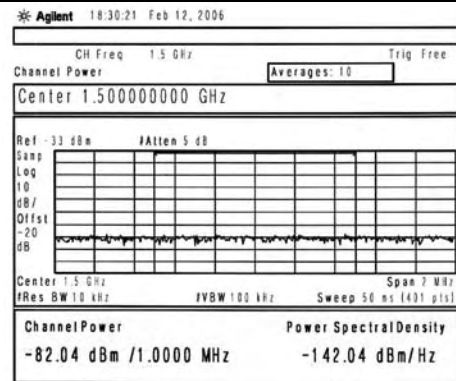 Agilent 18:30:21 Feb 12, 2006
CH Freq 1.5 GHz Trig Free
Channel Power Averages: 10
Center 1.500000000 GHz
Ref -33 dBm #Atten 5 dB
Samp
Log
10
dB/
Offst
-20
dB
Center 1.5 GHz Span 2 MHz
#Res BW 10 kHz #VBW 100 kHz Sweep 50 ms (401 pts)
Channel Power Power Spectral Density
-82.04 dBm /1.0000 MHz -142.04 dBm/Hz